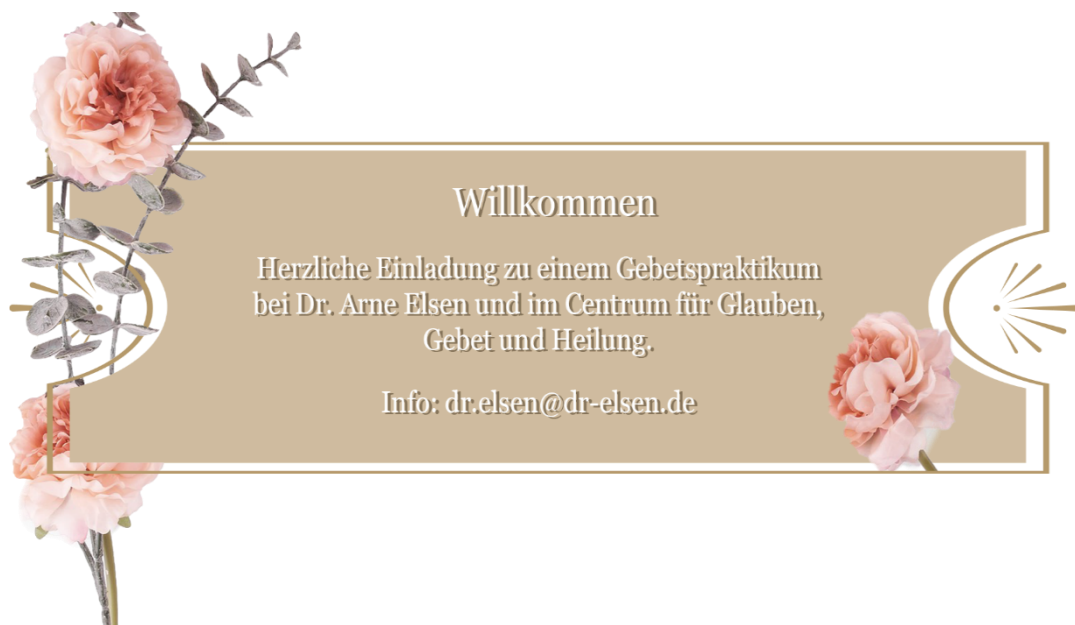 Willkommen
Herzliche Einladung zu einem Gebetspraktikum
bei Dr. Arne Elsen und im Centrum für Glauben,
Gebet und Heilung.
Info: dr.elsen@dr-elsen.de